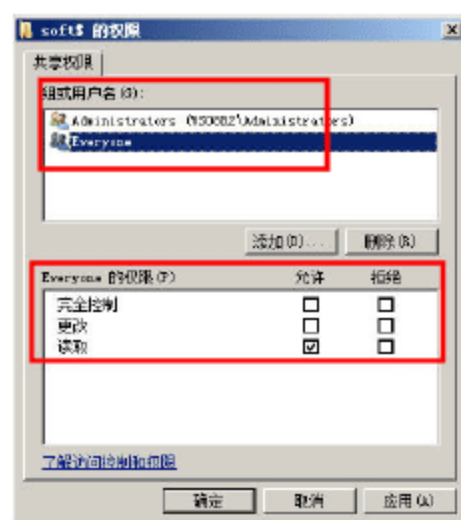 soft$ 的权限
共享权限
组或用户名(G):
Administrators
Everyone
添加(D)... 删除(R)
Everyone 的权限(P) 允许 拒绝
完全控制
更改
读取
了解访问控制和权限
确定 取消 应用(A)